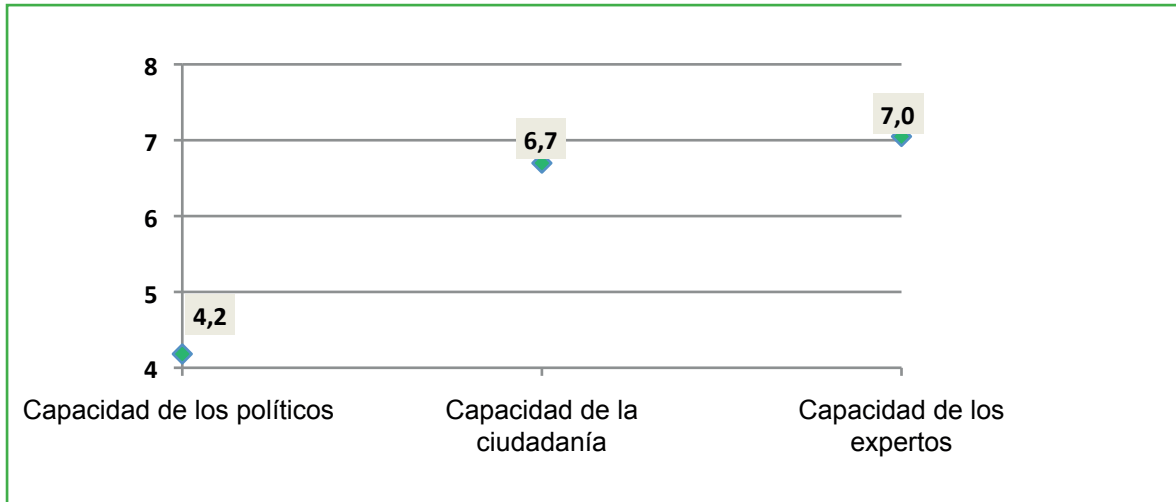 8
7
6
5
4
4,2
6,7
7,0
Capacidad de los políticos
Capacidad de la
ciudadanía
Capacidad de los
expertos